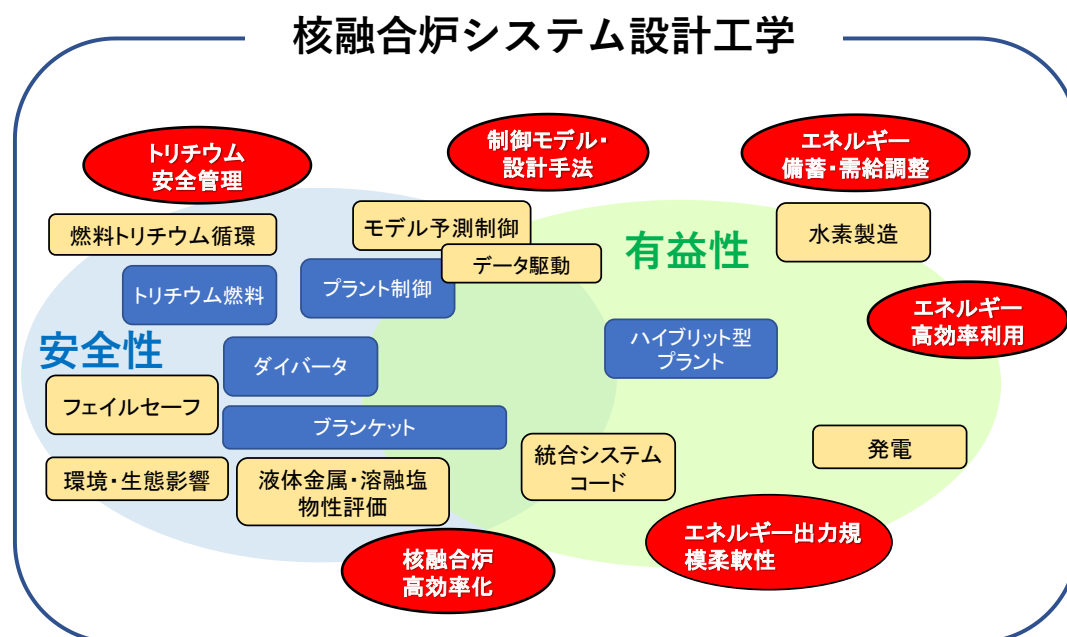 核融合炉システム設計工学
トリチウム
安全管理
制御モデル・
設計手法
エネルギー
備蓄・需給調整
燃料トリチウム循環
モデル予測制御
データ駆動
有益性
水素製造
トリチウム燃料
プラント制御
エネルギー
高効率利用
安全性
ダイバータ
ハイブリット型
プラント
フェイルセーフ
ブランケット
環境・生態影響
液体金属・溶融塩
物性評価
統合システム
コード
発電
核融合炉
高効率化
エネルギー出力規
模柔軟性